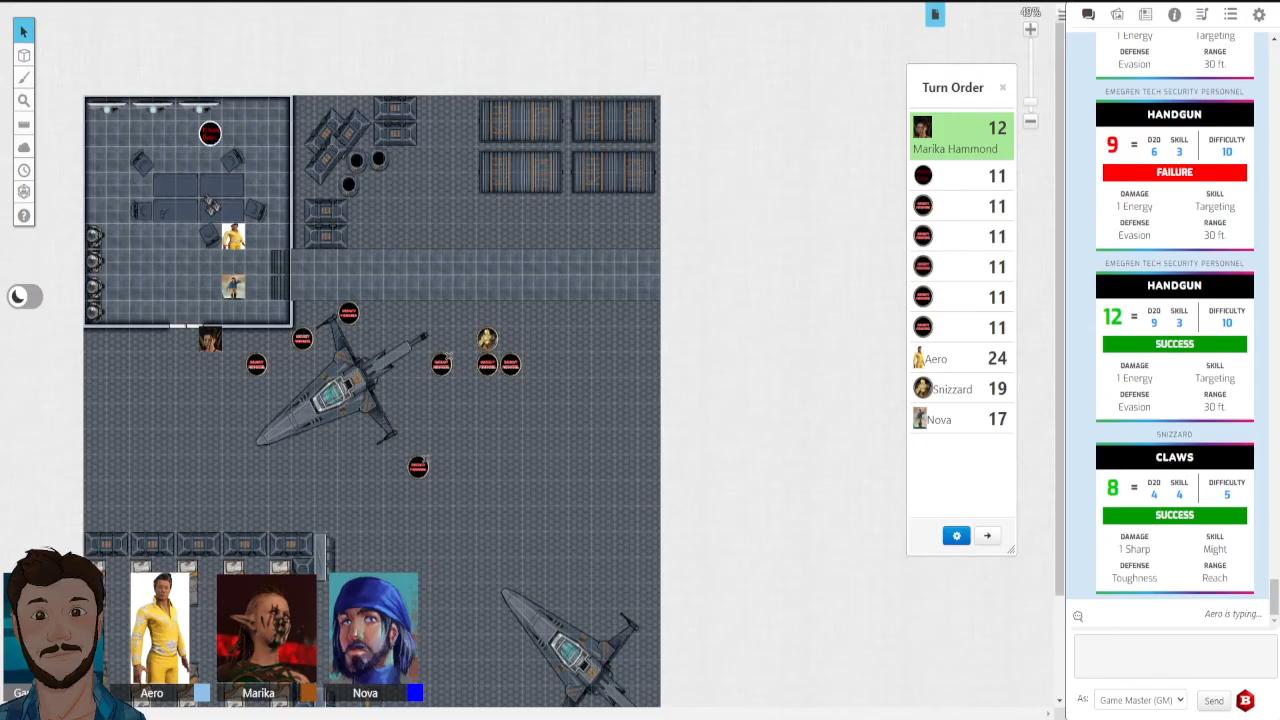 49%
Turn Order
×
12
Marika Hammond
11
11
11
11
11
11
Aero 24
Snizzard 19
Nova 17
1 Energy Targeting
DEFENSE RANGE
Evasion 30 ft.
EMEGREN TECH SECURITY PERSONNEL
HANDGUN
9 = D20 6 SKILL 3 DIFFICULTY 10
FAILURE
DAMAGE SKILL
1 Energy Targeting
DEFENSE RANGE
Evasion 30 ft.
EMEGREN TECH SECURITY PERSONNEL
HANDGUN
12 = D20 9 SKILL 3 DIFFICULTY 10
SUCCESS
DAMAGE SKILL
1 Energy Targeting
DEFENSE RANGE
Evasion 30 ft.
SNIZZARD
CLAWS
8 = D20 4 SKILL 4 DIFFICULTY 5
SUCCESS
DAMAGE SKILL
1 Sharp Might
DEFENSE RANGE
Toughness Reach
Aero is typing...
As: Game Master (GM) Send
Aero
Marika
Nova